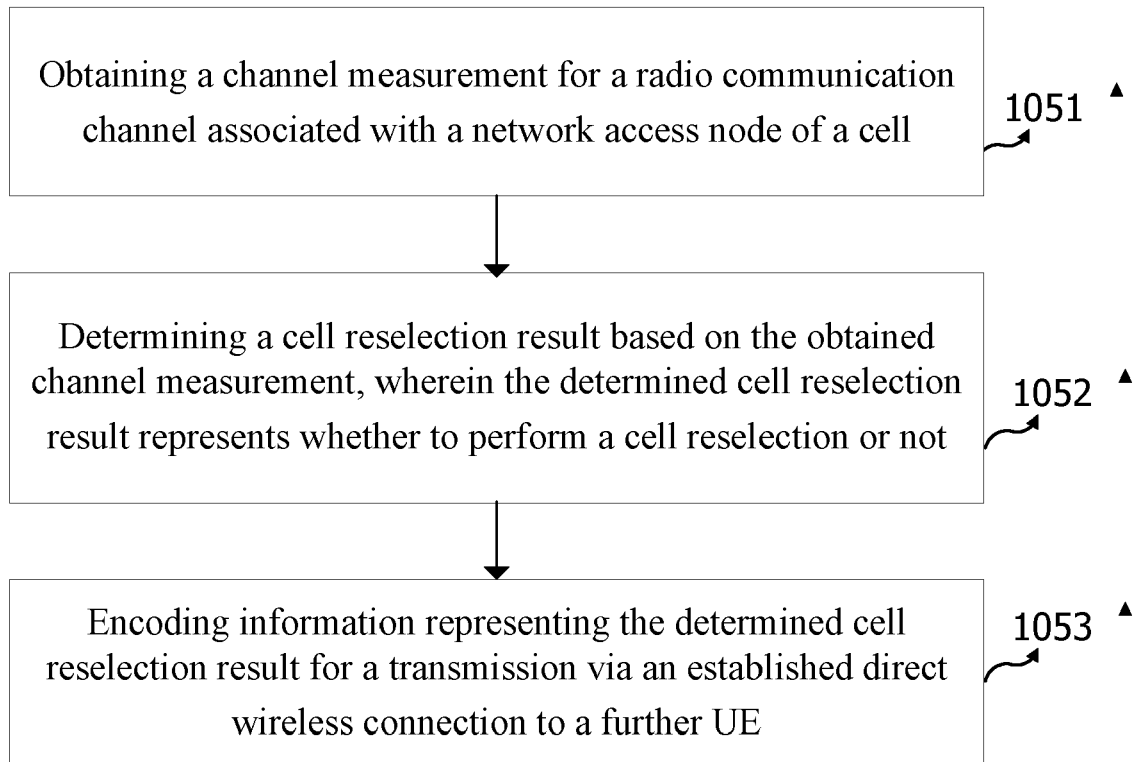 Obtaining a channel measurement for a radio communication
channel associated with a network access node of a cell
1051
Determining a cell reselection result based on the obtained
channel measurement, wherein the determined cell reselection
result represents whether to perform a cell reselection or not
1052
Encoding information representing the determined cell
reselection result for a transmission via an established direct
wireless connection to a further UE
1053